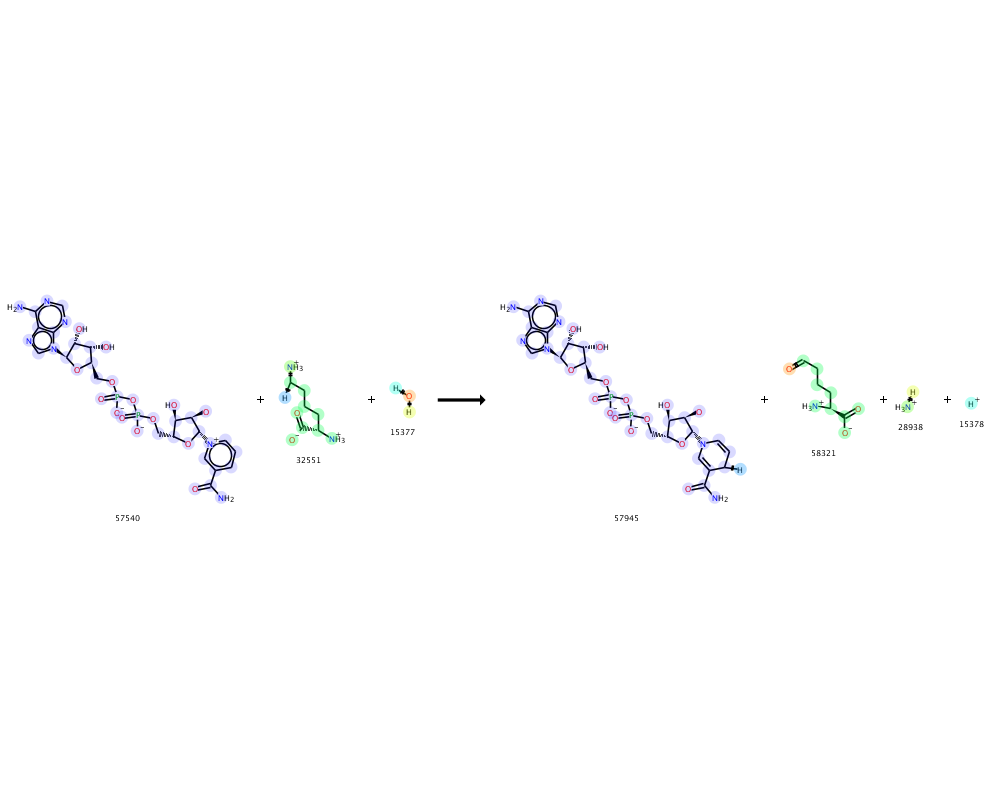 H2N N N N N OH OH O O O P O O- O P O O- O HO O O N+ O NH2
57540
+
NH3+ H O O- NH3+
32551
+
H O H
15377
H2N N N N N OH OH O O O P O O- O P O O- O HO O O N H O NH2
57945
+
O H3N+ O O-
58321
+
H H3N+
28938
+
H+
15378